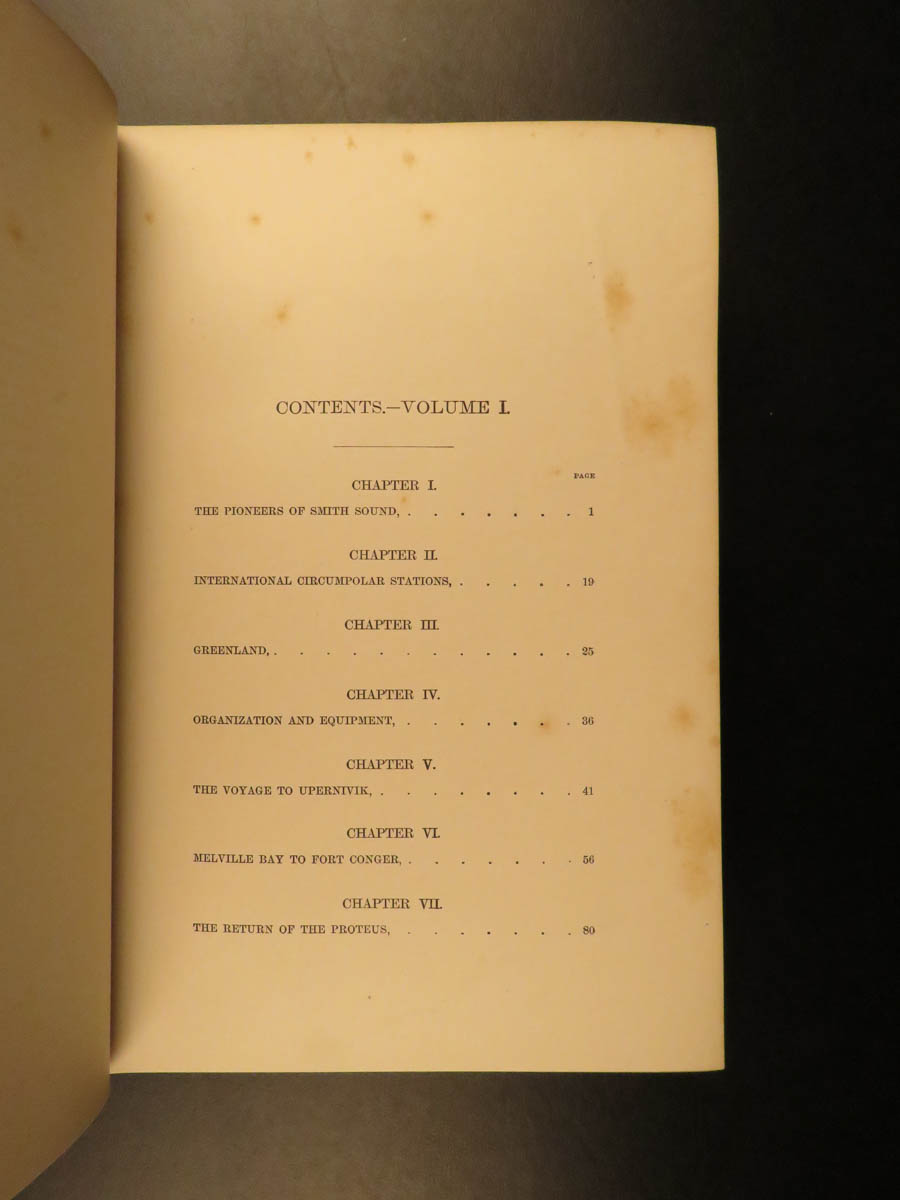 CONTENTS.—VOLUME I.
PAGE
CHAPTER I.
THE PIONEERS OF SMITH SOUND, . . . . . . . 1
CHAPTER II.
INTERNATIONAL CIRCUMPOLAR STATIONS, . . . . . 19
CHAPTER III.
GREENLAND, . . . . . . . . . . . . 25
CHAPTER IV.
ORGANIZATION AND EQUIPMENT, . . . . . . . 36
CHAPTER V.
THE VOYAGE TO UPERNIVIK, . . . . . . . . 41
CHAPTER VI.
MELVILLE BAY TO FORT CONGER, . . . . . . . 56
CHAPTER VII.
THE RETURN OF THE PROTEUS, . . . . . . . 80